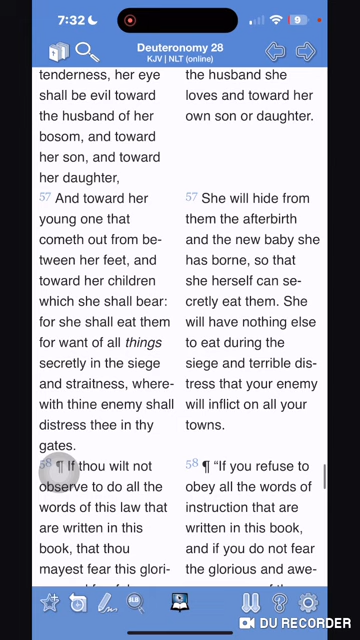 7:32
9
Deuteronomy 28
KJV | NLT (online)
tenderness, her eye
shall be evil toward
the husband of her
bosom, and toward
her son, and toward
her daughter,
57 And toward her
young one that
cometh out from be-
tween her feet, and
toward her children
which she shall bear:
for she shall eat them
for want of all things
secretly in the siege
and straitness, where-
with thine enemy shall
distress thee in thy
gates.
58 ¶ If thou wilt not
observe to do all the
words of this law that
are written in this
book, that thou
mayest fear this glori-
the husband she
loves and toward her
own son or daughter.
57 She will hide from
them the afterbirth
and the new baby she
has borne, so that
she herself can se-
cretly eat them. She
will have nothing else
to eat during the
siege and terrible dis-
tress that your enemy
will inflict on all your
towns.
58 ¶ “If you refuse to
obey all the words of
instruction that are
written in this book,
and if you do not fear
the glorious and awe-
DU RECORDER